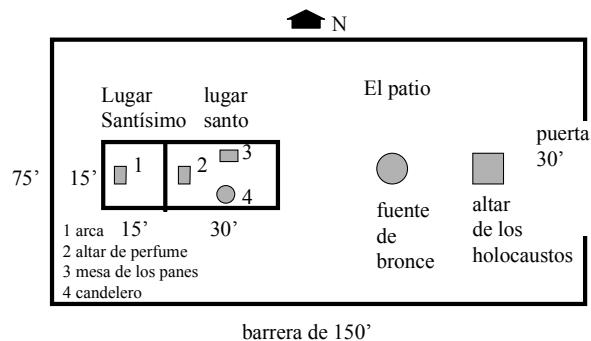 N
El patio
Lugar
Santísimo
lugar
santo
puerta
30’
75’
15’
1
2
3
4
15’
30’
1 arca
2 altar de perfume
3 mesa de los panes
4 candelero
fuente
de
bronce
altar
de los
holocaustos
barrera de 150’